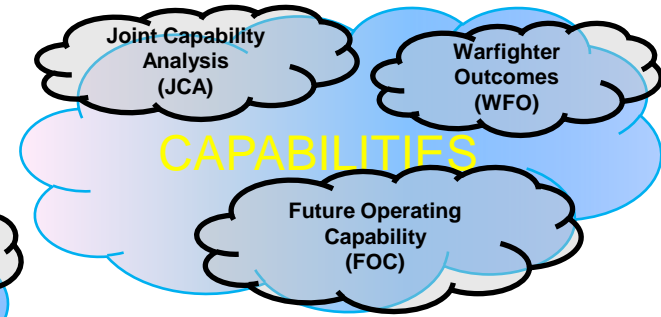 Joint Capability
Analysis
(JCA)
Warfighter
Outcomes
(WFO)
CAPABILITIES
Future Operating
Capability
(FOC)